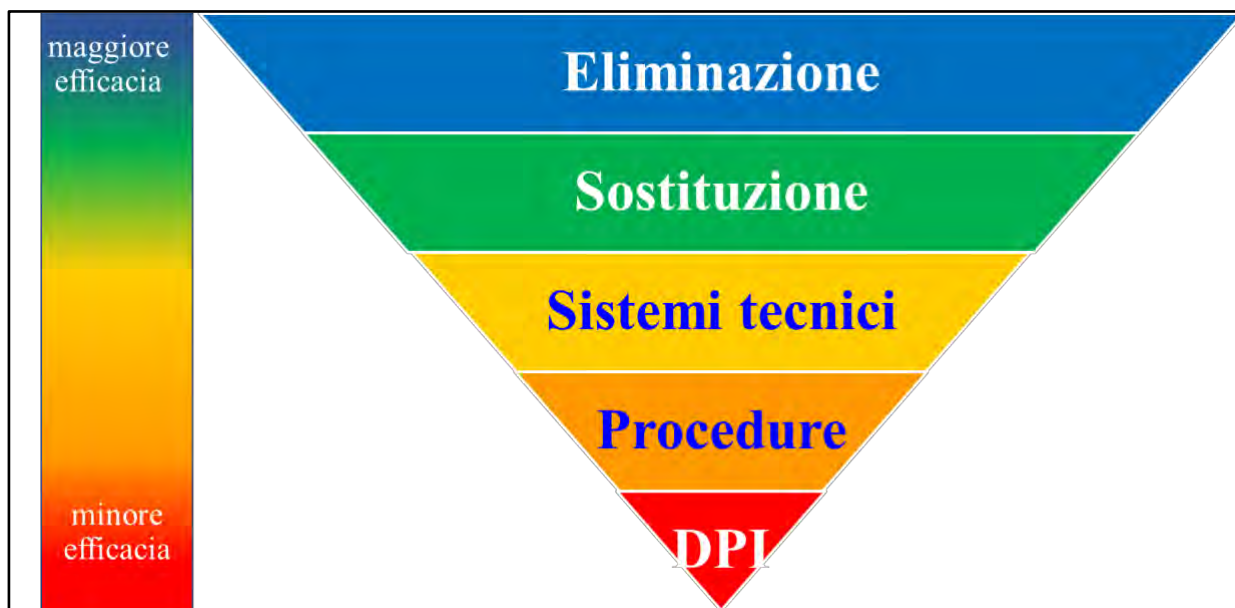 maggiore
efficacia
Eliminazione
Sostituzione
Sistemi tecnici
Procedure
minore
efficacia
DPI